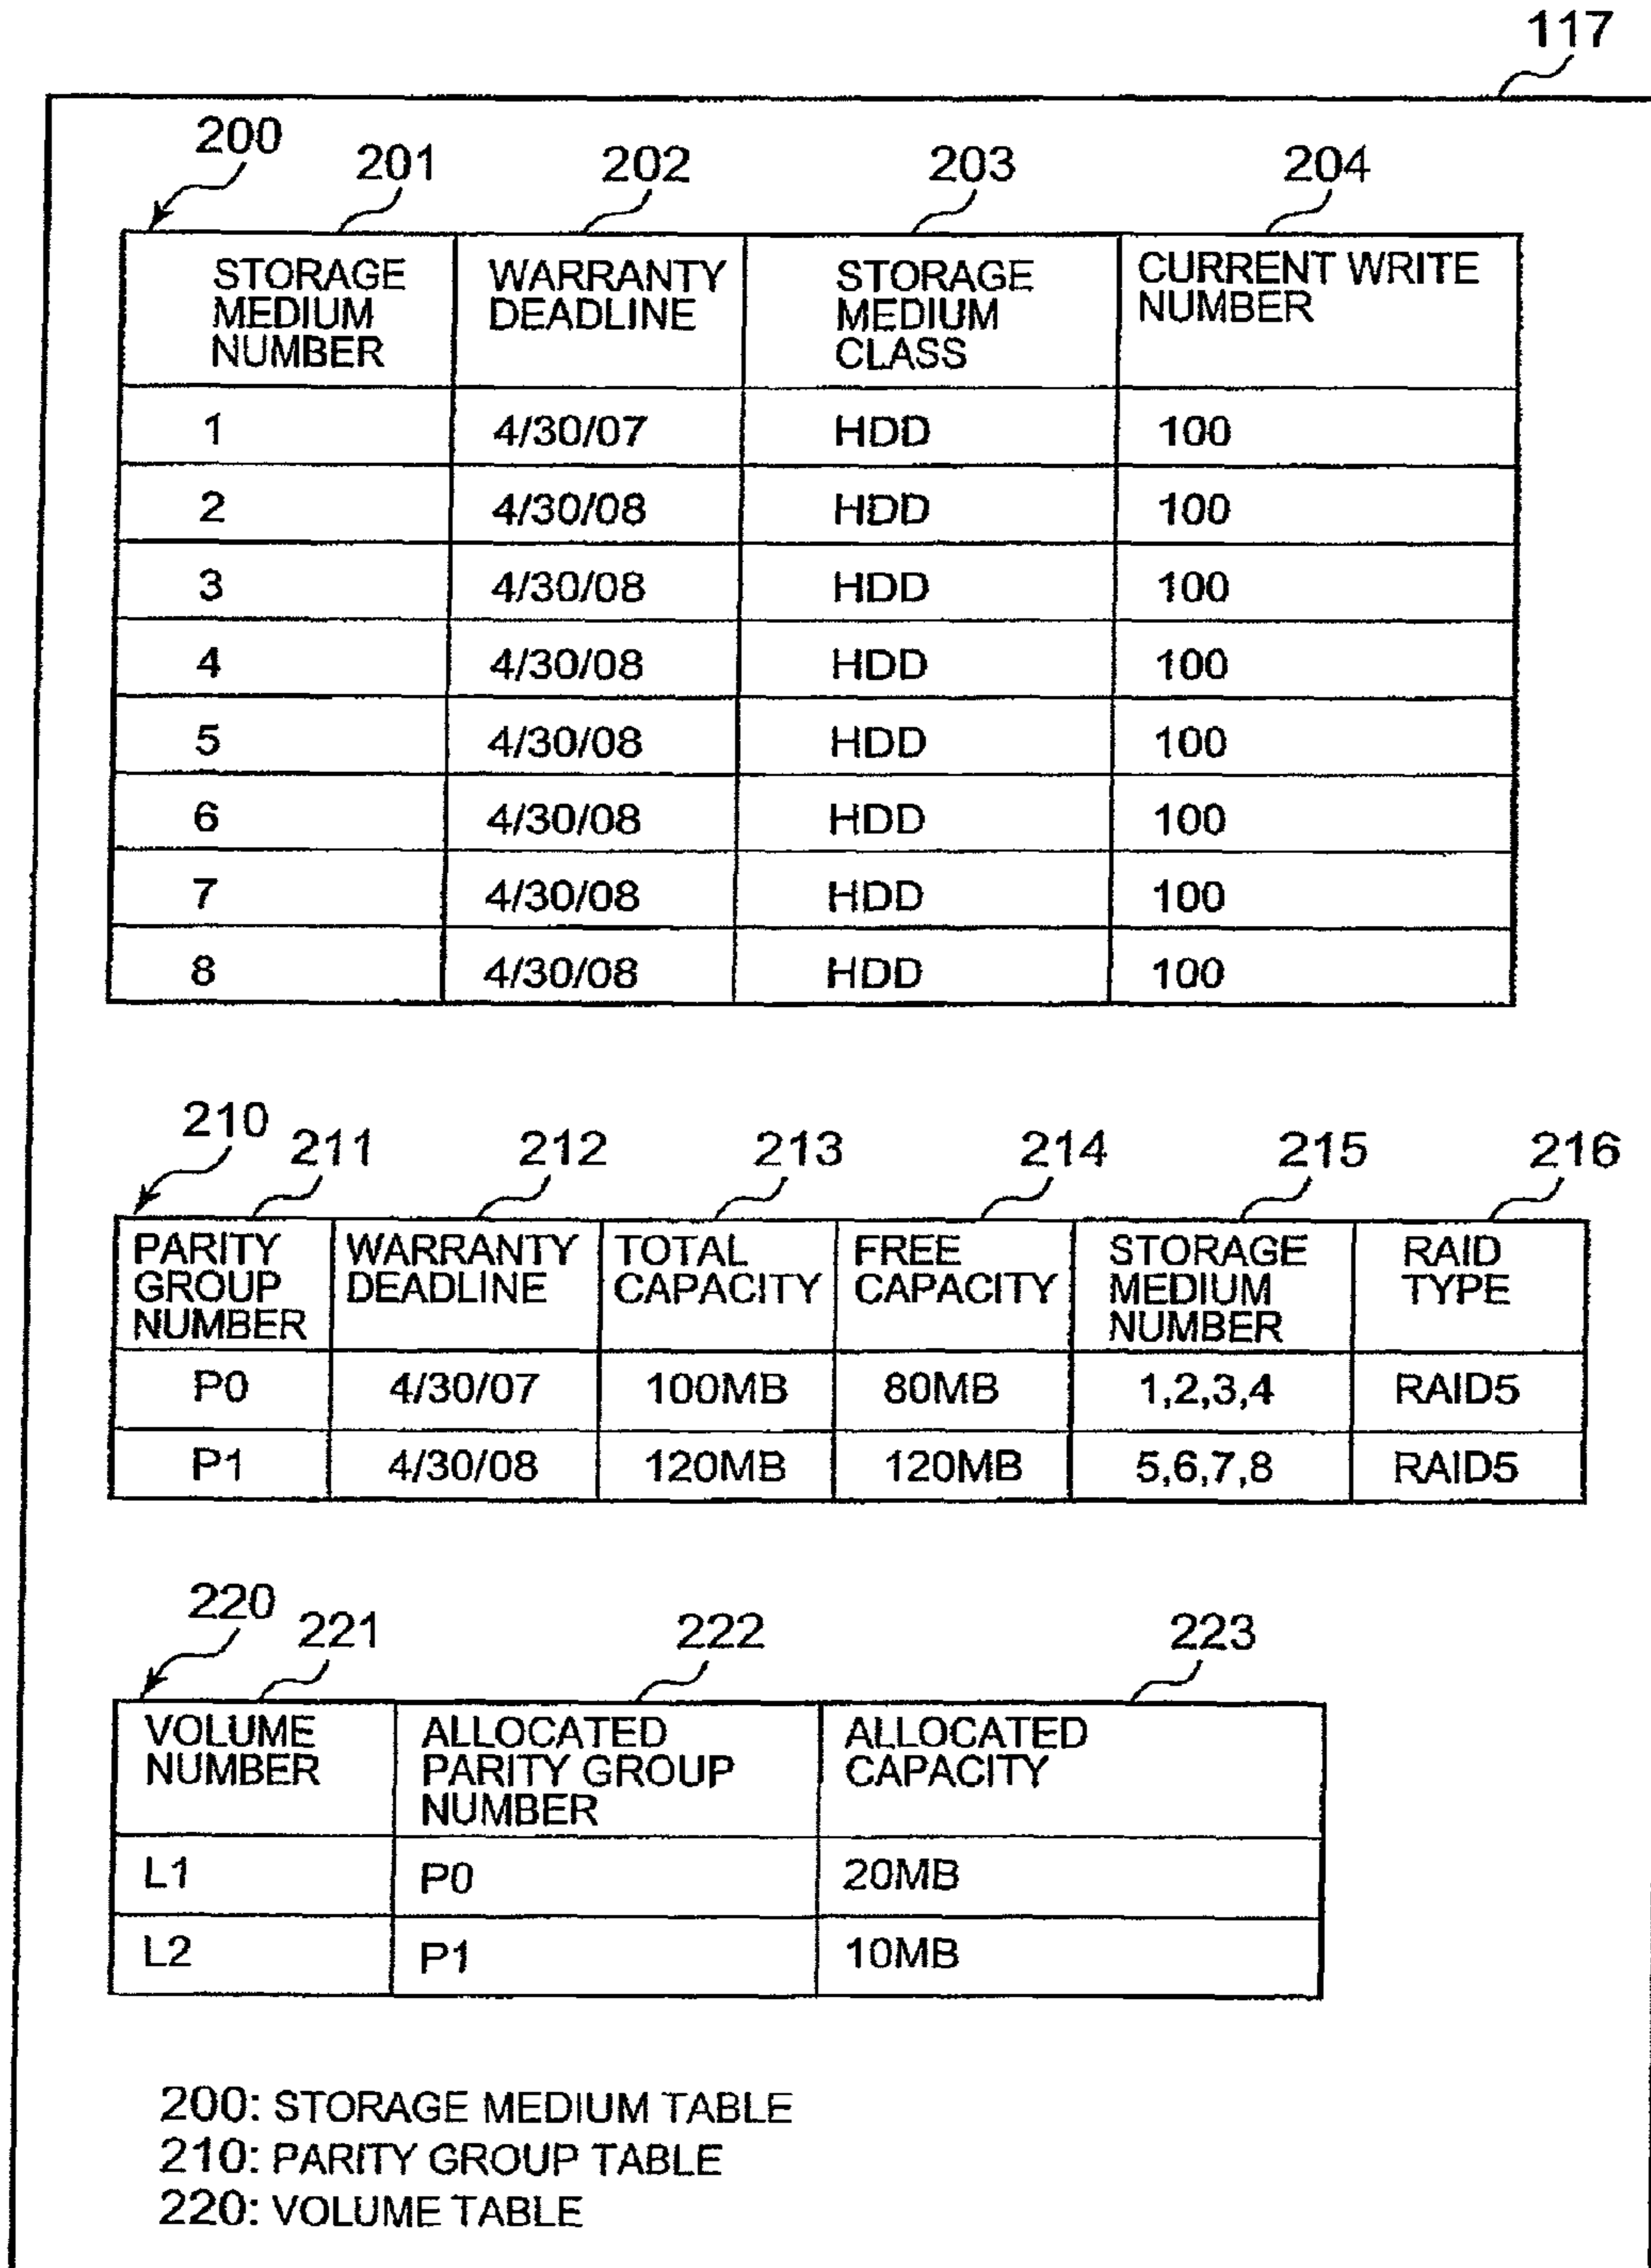 117
200 201 202 203 204
STORAGE MEDIUM NUMBER WARRANTY DEADLINE STORAGE MEDIUM CLASS CURRENT WRITE NUMBER
1 4/30/07 HDD 100
2 4/30/08 HDD 100
3 4/30/08 HDD 100
4 4/30/08 HDD 100
5 4/30/08 HDD 100
6 4/30/08 HDD 100
7 4/30/08 HDD 100
8 4/30/08 HDD 100
210 211 212 213 214 215 216
PARITY GROUP NUMBER WARRANTY DEADLINE TOTAL CAPACITY FREE CAPACITY STORAGE MEDIUM NUMBER RAID TYPE
P0 4/30/07 100MB 80MB 1,2,3,4 RAID5
P1 4/30/08 120MB 120MB 5,6,7,8 RAID5
220 221 222 223
VOLUME NUMBER ALLOCATED PARITY GROUP NUMBER ALLOCATED CAPACITY
L1 P0 20MB
L2 P1 10MB
200: STORAGE MEDIUM TABLE
210: PARITY GROUP TABLE
220: VOLUME TABLE